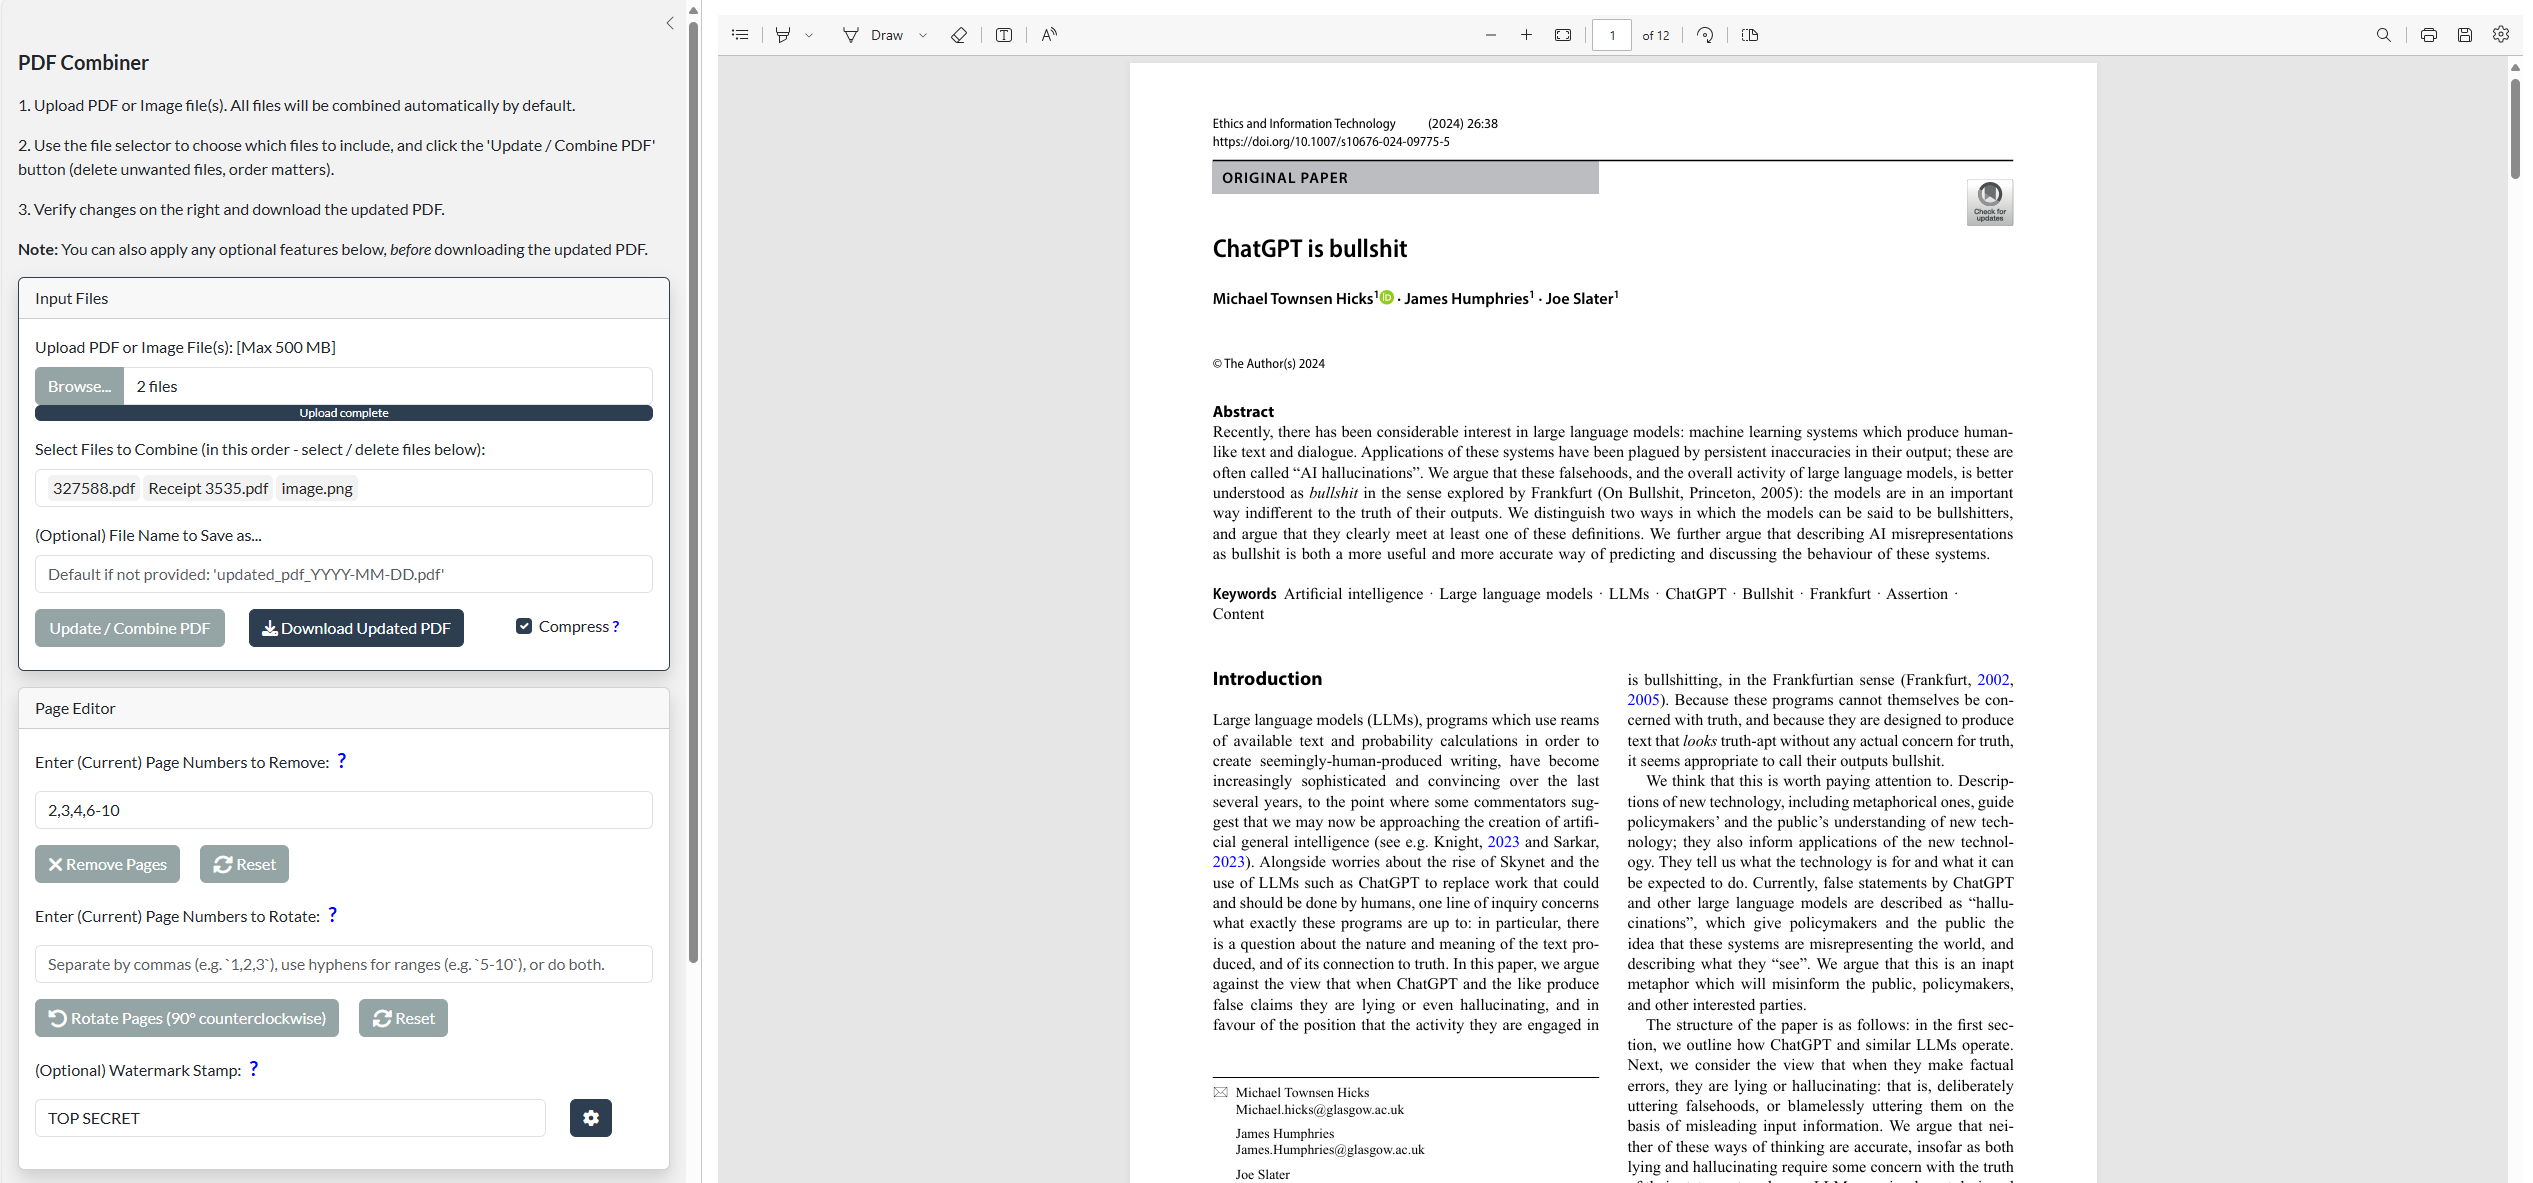 PDF Combiner
1. Upload PDF or Image file(s). All files will be combined automatically by default.
2. Use the file selector to choose which files to include, and click the 'Update / Combine PDF'
button (delete unwanted files, order matters).
3. Verify changes on the right and download the updated PDF.
Note: You can also apply any optional features below, before downloading the updated PDF.
Input Files
Upload PDF or Image File(s): [Max 500 MB]
Browse... 2 files
Upload complete
Select Files to Combine (in this order - select / delete files below):
327588.pdf Receipt 3535.pdf image.png
(Optional) File Name to Save as...
Default if not provided: 'updated_pdf_YYYY-MM-DD.pdf'
Update / Combine PDF Download Updated PDF Compress ?
Page Editor
Enter (Current) Page Numbers to Remove: ?
2,3,4,6-10
Remove Pages Reset
Enter (Current) Page Numbers to Rotate: ?
Separate by commas (e.g. `1,2,3`), use hyphens for ranges (e.g. `5-10`), or do both.
Rotate Pages (90° counterclockwise) Reset
(Optional) Watermark Stamp: ?
TOP SECRET
Draw 1 of 12
Ethics and Information Technology (2024) 26:38
https://doi.org/10.1007/s10676-024-09775-5
ORIGINAL PAPER
Check for
updates
ChatGPT is bullshit
Michael Townsen Hicks¹ iD · James Humphries¹ · Joe Slater¹
© The Author(s) 2024
Abstract
Recently, there has been considerable interest in large language models: machine learning systems which produce human-
like text and dialogue. Applications of these systems have been plagued by persistent inaccuracies in their output; these are
often called “AI hallucinations”. We argue that these falsehoods, and the overall activity of large language models, is better
understood as bullshit in the sense explored by Frankfurt (On Bullshit, Princeton, 2005): the models are in an important
way indifferent to the truth of their outputs. We distinguish two ways in which the models can be said to be bullshitters,
and argue that they clearly meet at least one of these definitions. We further argue that describing AI misrepresentations
as bullshit is both a more useful and more accurate way of predicting and discussing the behaviour of these systems.
Keywords Artificial intelligence · Large language models · LLMs · ChatGPT · Bullshit · Frankfurt · Assertion ·
Content
Introduction
Large language models (LLMs), programs which use reams
of available text and probability calculations in order to
create seemingly-human-produced writing, have become
increasingly sophisticated and convincing over the last
several years, to the point where some commentators sug-
gest that we may now be approaching the creation of artifi-
cial general intelligence (see e.g. Knight, 2023 and Sarkar,
2023). Alongside worries about the rise of Skynet and the
use of LLMs such as ChatGPT to replace work that could
and should be done by humans, one line of inquiry concerns
what exactly these programs are up to: in particular, there
is a question about the nature and meaning of the text pro-
duced, and of its connection to truth. In this paper, we argue
against the view that when ChatGPT and the like produce
false claims they are lying or even hallucinating, and in
favour of the position that the activity they are engaged in
Michael Townsen Hicks
Michael.hicks@glasgow.ac.uk
James Humphries
James.Humphries@glasgow.ac.uk
Joe Slater
is bullshitting, in the Frankfurtian sense (Frankfurt, 2002,
2005). Because these programs cannot themselves be con-
cerned with truth, and because they are designed to produce
text that looks truth-apt without any actual concern for truth,
it seems appropriate to call their outputs bullshit.
We think that this is worth paying attention to. Descrip-
tions of new technology, including metaphorical ones, guide
policymakers’ and the public’s understanding of new tech-
nology; they also inform applications of the new technol-
ogy. They tell us what the technology is for and what it can
be expected to do. Currently, false statements by ChatGPT
and other large language models are described as “hallu-
cinations”, which give policymakers and the public the
idea that these systems are misrepresenting the world, and
describing what they “see”. We argue that this is an inapt
metaphor which will misinform the public, policymakers,
and other interested parties.
The structure of the paper is as follows: in the first sec-
tion, we outline how ChatGPT and similar LLMs operate.
Next, we consider the view that when they make factual
errors, they are lying or hallucinating: that is, deliberately
uttering falsehoods, or blamelessly uttering them on the
basis of misleading input information. We argue that nei-
ther of these ways of thinking are accurate, insofar as both
lying and hallucinating require some concern with the truth